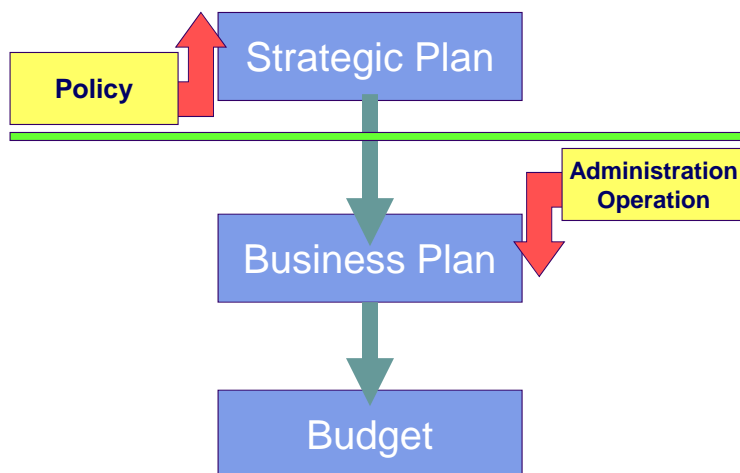 Strategic Plan
Policy
Administration
Operation
Business Plan
Budget